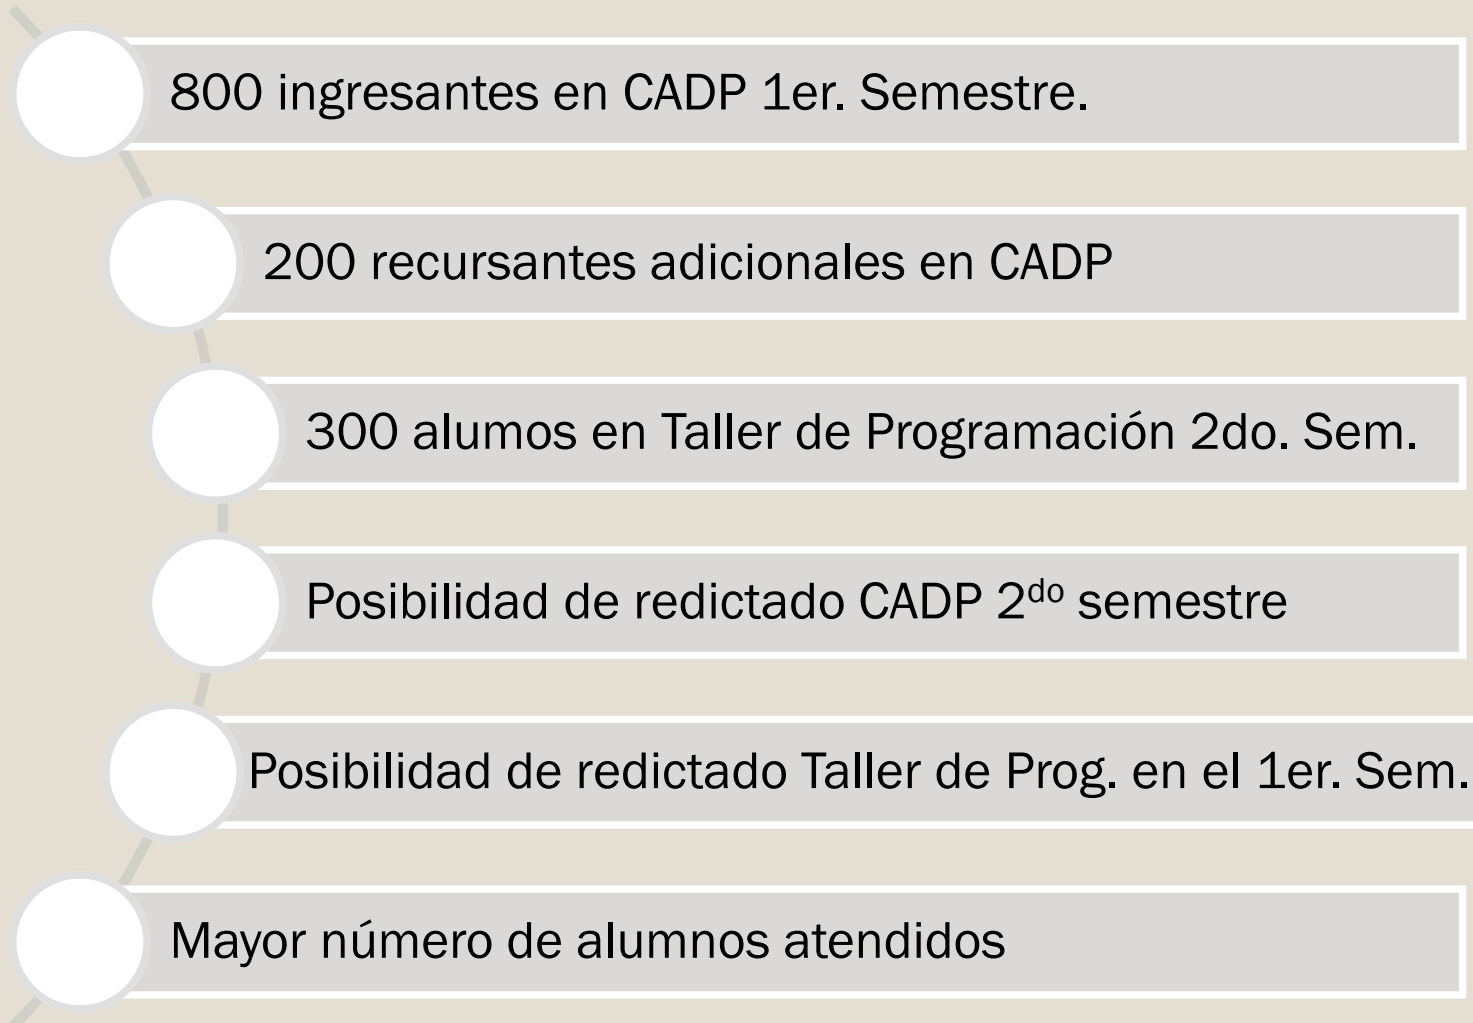 800 ingresantes en CADP 1er. Semestre.
200 recursantes adicionales en CADP
300 alumos en Taller de Programación 2do. Sem.
Posibilidad de redictado CADP 2do semestre
Posibilidad de redictado Taller de Prog. en el 1er. Sem.
Mayor número de alumnos atendidos